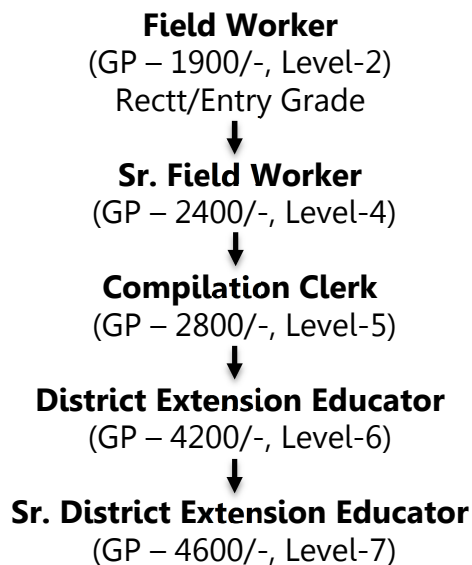 Field Worker
(GP – 1900/-, Level-2)
Rectt/Entry Grade
Sr. Field Worker
(GP – 2400/-, Level-4)
Compilation Clerk
(GP – 2800/-, Level-5)
District Extension Educator
(GP – 4200/-, Level-6)
Sr. District Extension Educator
(GP – 4600/-, Level-7)